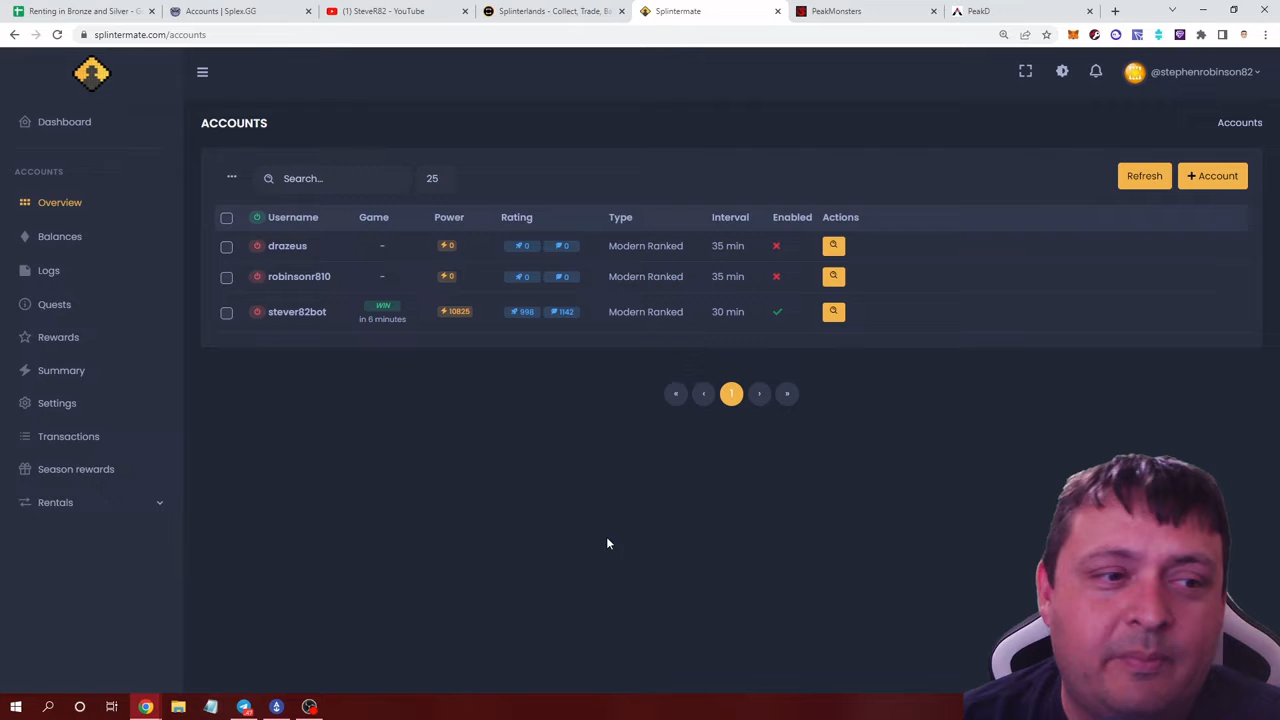 Renting in Bronze and Silver - G
Accounts | Splex.GG
(1) SteveR82 - YouTube
Splinterlands - Collect, Trade, Ba
Splintermate
PeakMonsters
PeakD
splintermate.com/accounts
@stephenrobinson82
Dashboard
ACCOUNTS
Accounts
ACCOUNTS
Overview
Balances
Logs
Quests
Rewards
Summary
Settings
Transactions
Season rewards
Rentals
Search...
25
Refresh
+ Account
Username Game Power Rating Type Interval Enabled Actions
drazeus - 0 0 0 Modern Ranked 35 min
robinsonr810 - 0 0 0 Modern Ranked 35 min
stever82bot WIN 10825 998 1142 Modern Ranked 30 min
in 6 minutes
« ‹ 1 › »